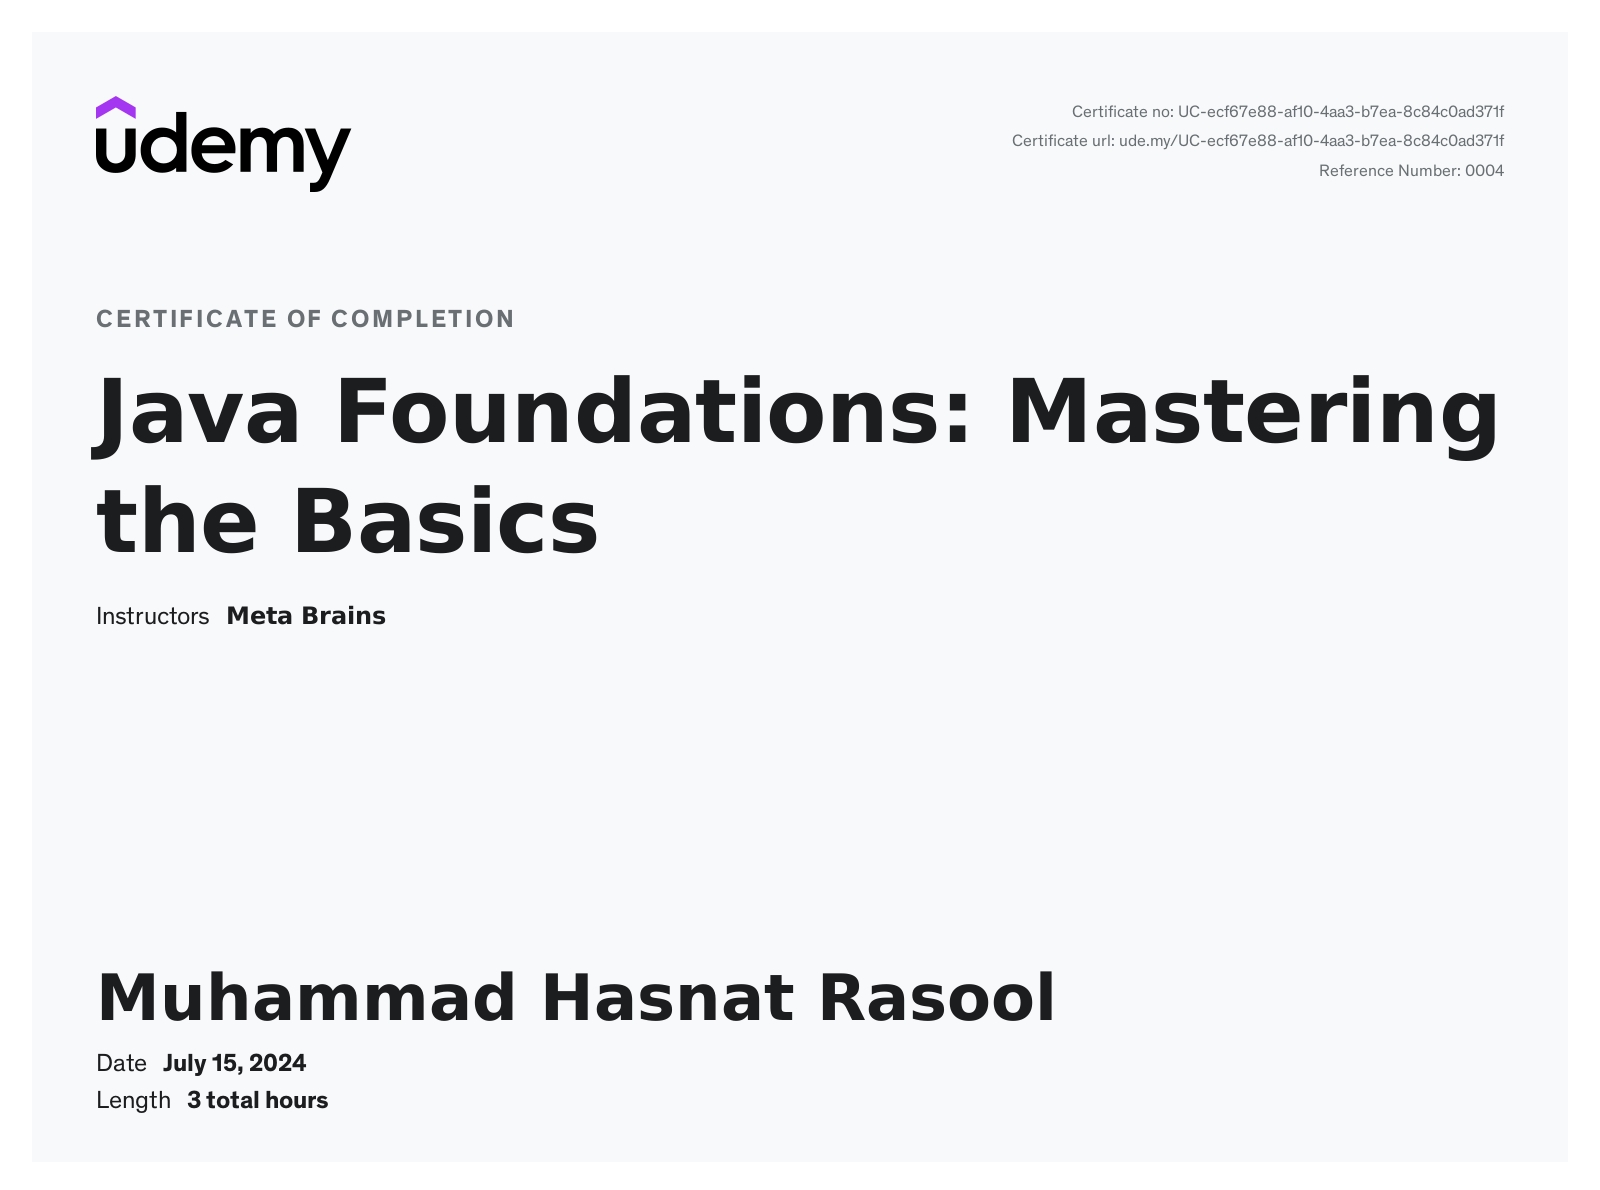 udemy
Certificate no: UC-ecf67e88-af10-4aa3-b7ea-8c84c0ad371f
Certificate url: ude.my/UC-ecf67e88-af10-4aa3-b7ea-8c84c0ad371f
Reference Number: 0004
CERTIFICATE OF COMPLETION
Java Foundations: Mastering
the Basics
Instructors Meta Brains
Muhammad Hasnat Rasool
Date July 15, 2024
Length 3 total hours